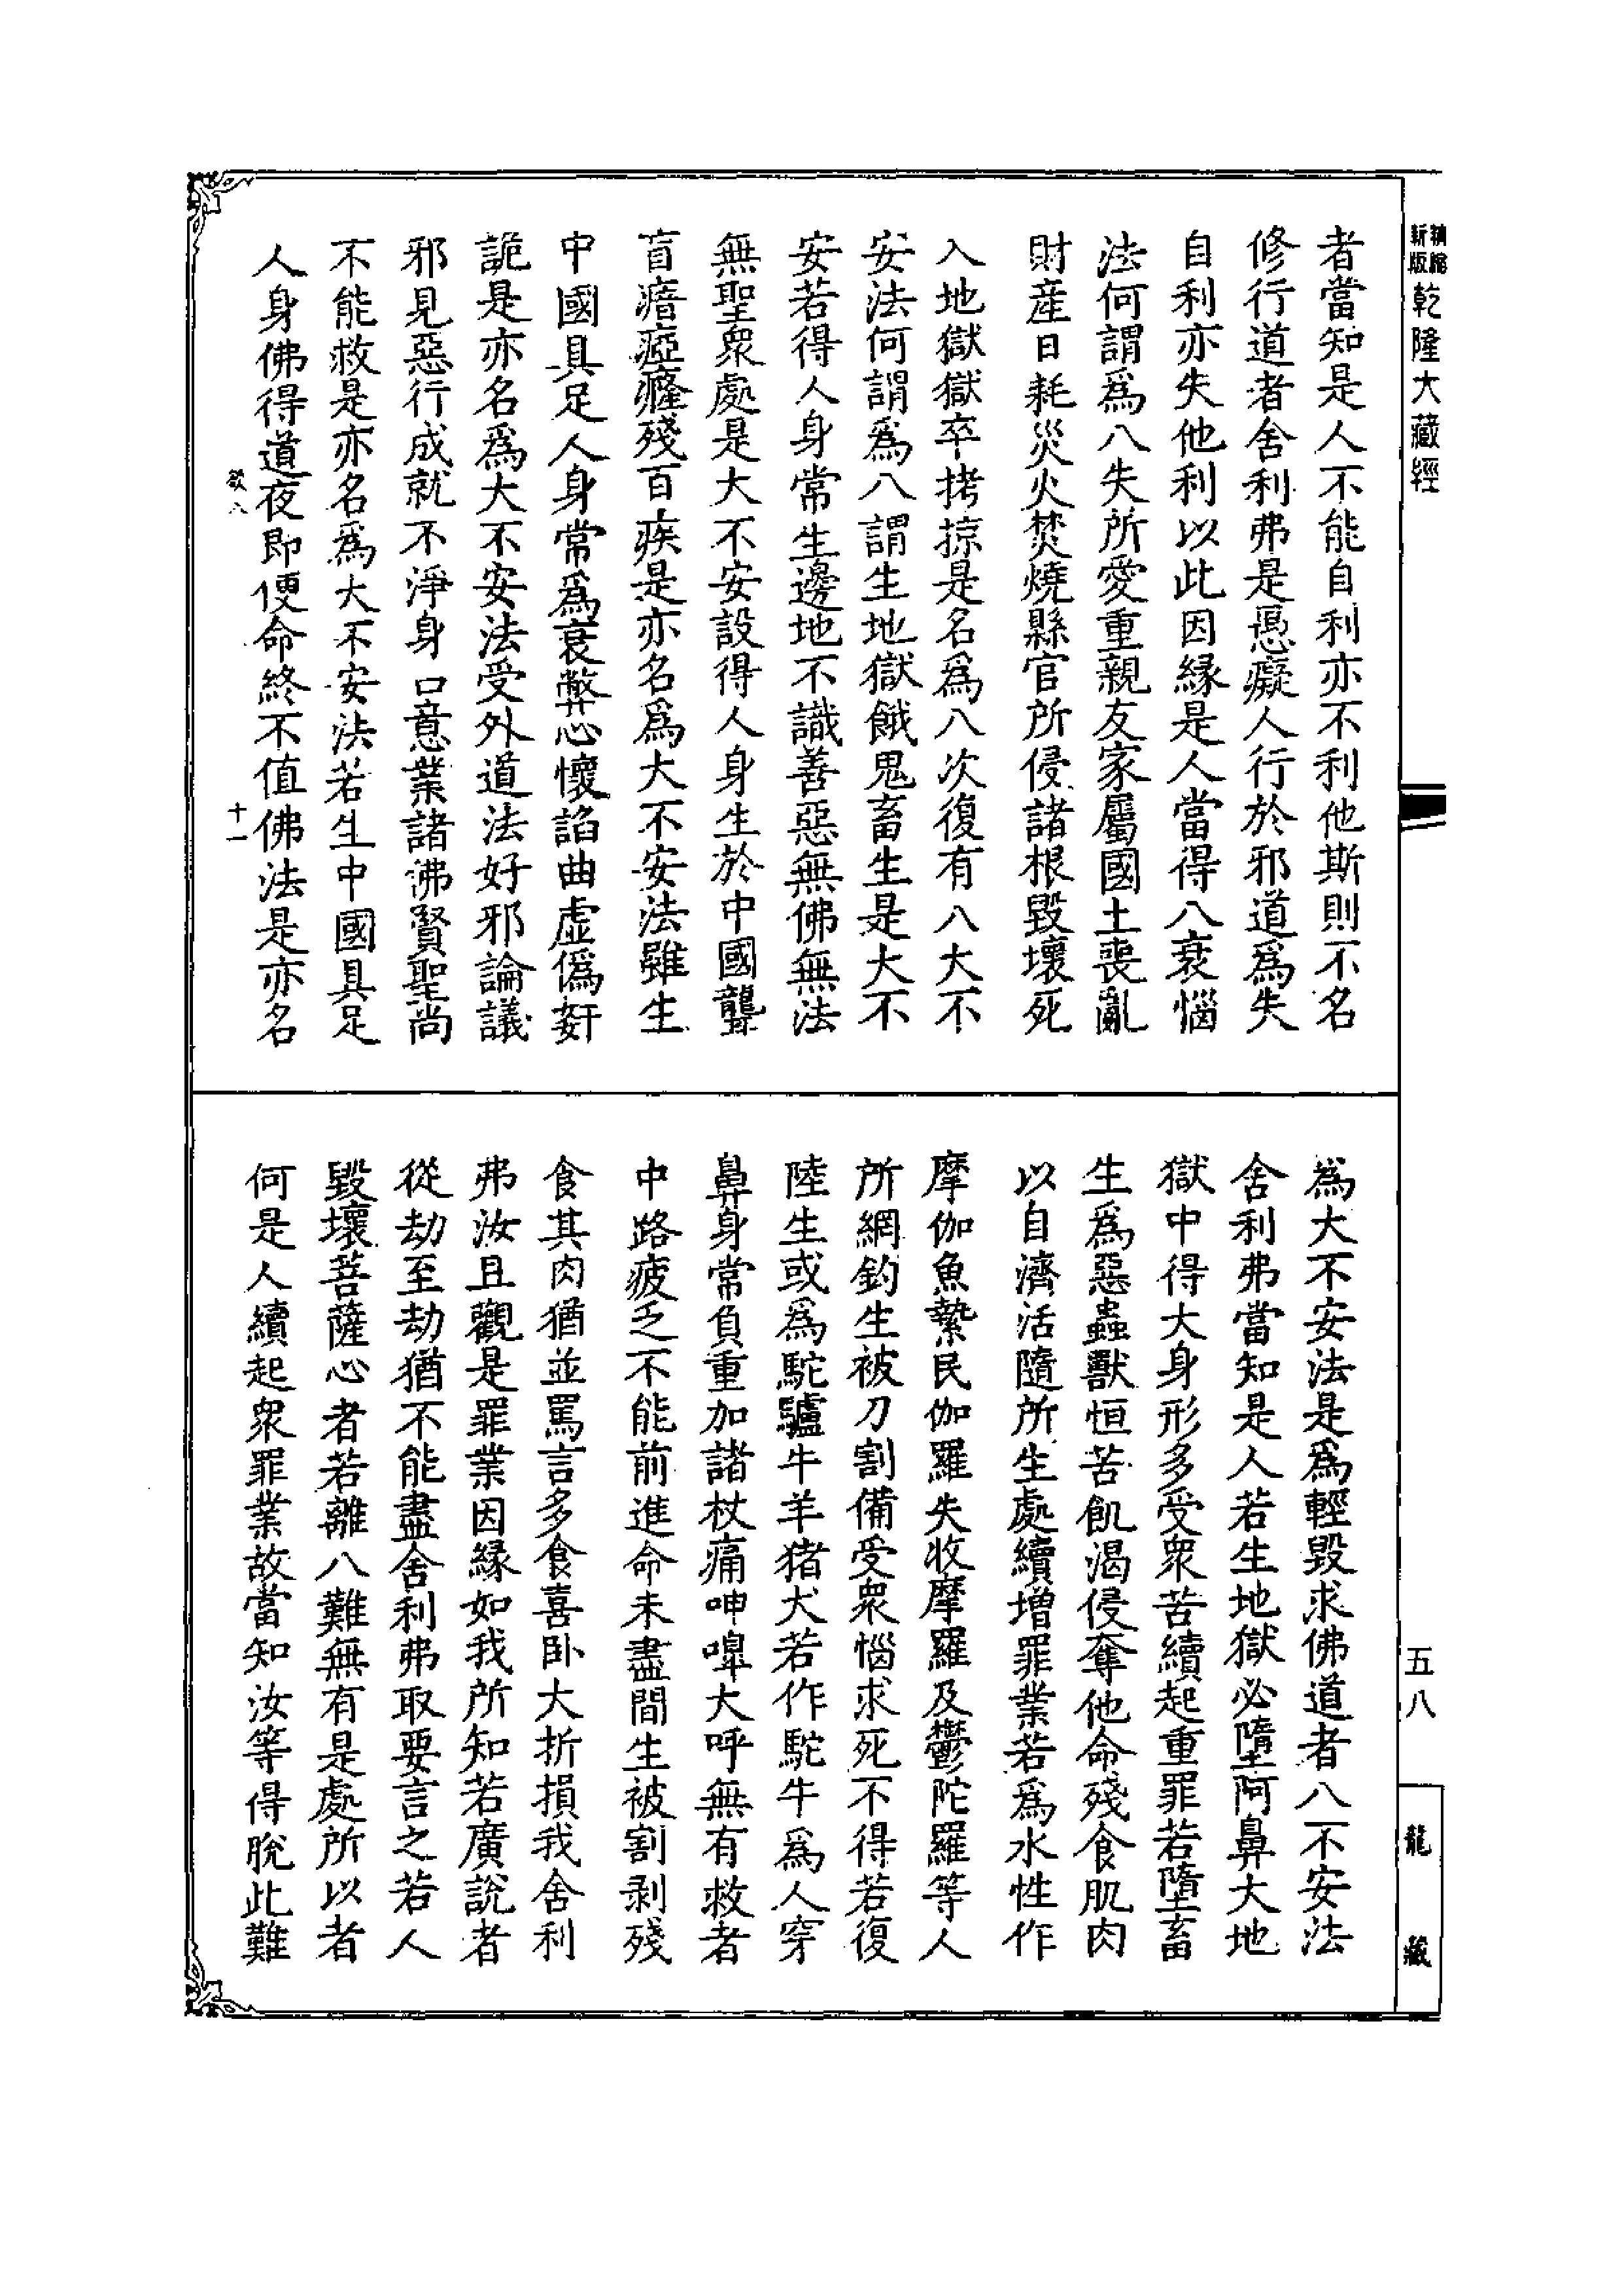 新版
乾隆大藏經
者當知是人不能自利亦不利他斯則不名
修行道者舍利弗是愚癡人行於邪道爲失
自利亦失他利以此因緣是人當得八衰惱
法何謂爲八失所愛重親友家屬國土喪亂
財產日耗災火焚燒縣官所侵諸根毀壞死
入地獄獄卒拷掠是名爲八次復有八大不
安法何謂爲八謂生地獄餓鬼畜生是大不
安若得人身常生邊地不識善惡無佛無法
無聖衆處是大不安設得人身生於中國聾
盲瘖瘂癃殘百疾是亦名爲大不安法雖生
中國具足人身常爲衰弊心懷諂曲虛僞姧
詭是亦名爲大不安法受外道法好邪論議
邪見惡行成就不淨身口意業諸佛賢聖尚
不能救是亦名爲大不安法若生中國具足
人身佛得道夜即便命終不值佛法是亦名
欲八
十一
爲大不安法是爲輕毀求佛道者八不安法
舍利弗當知是人若生地獄必墮阿鼻大地
獄中得大身形多受衆苦續起重罪若墮畜
生爲惡蟲獸恒苦飢渴侵奪他命殘食肌肉
以自濟活隨所生處續增罪業若爲水性作
摩伽魚䰽民伽羅失收摩羅及鬱陀羅等人
所網釣生被刀割備受衆惱求死不得若復
陸生或爲駝驢牛羊猪犬若作駝牛爲人穿
鼻身常負重加諸杖痛呻嘷大呼無有救者
中路疲乏不能前進命未盡間生被割剥殘
食其肉猶並罵言多食喜卧大折損我舍利
弗汝且觀是罪業因緣如我所知若廣說者
從劫至劫猶不能盡舍利弗取要言之若人
毀壞菩薩心者若離八難無有是處所以者
何是人續起衆罪業故當知汝等得脫此難
五八
龍藏